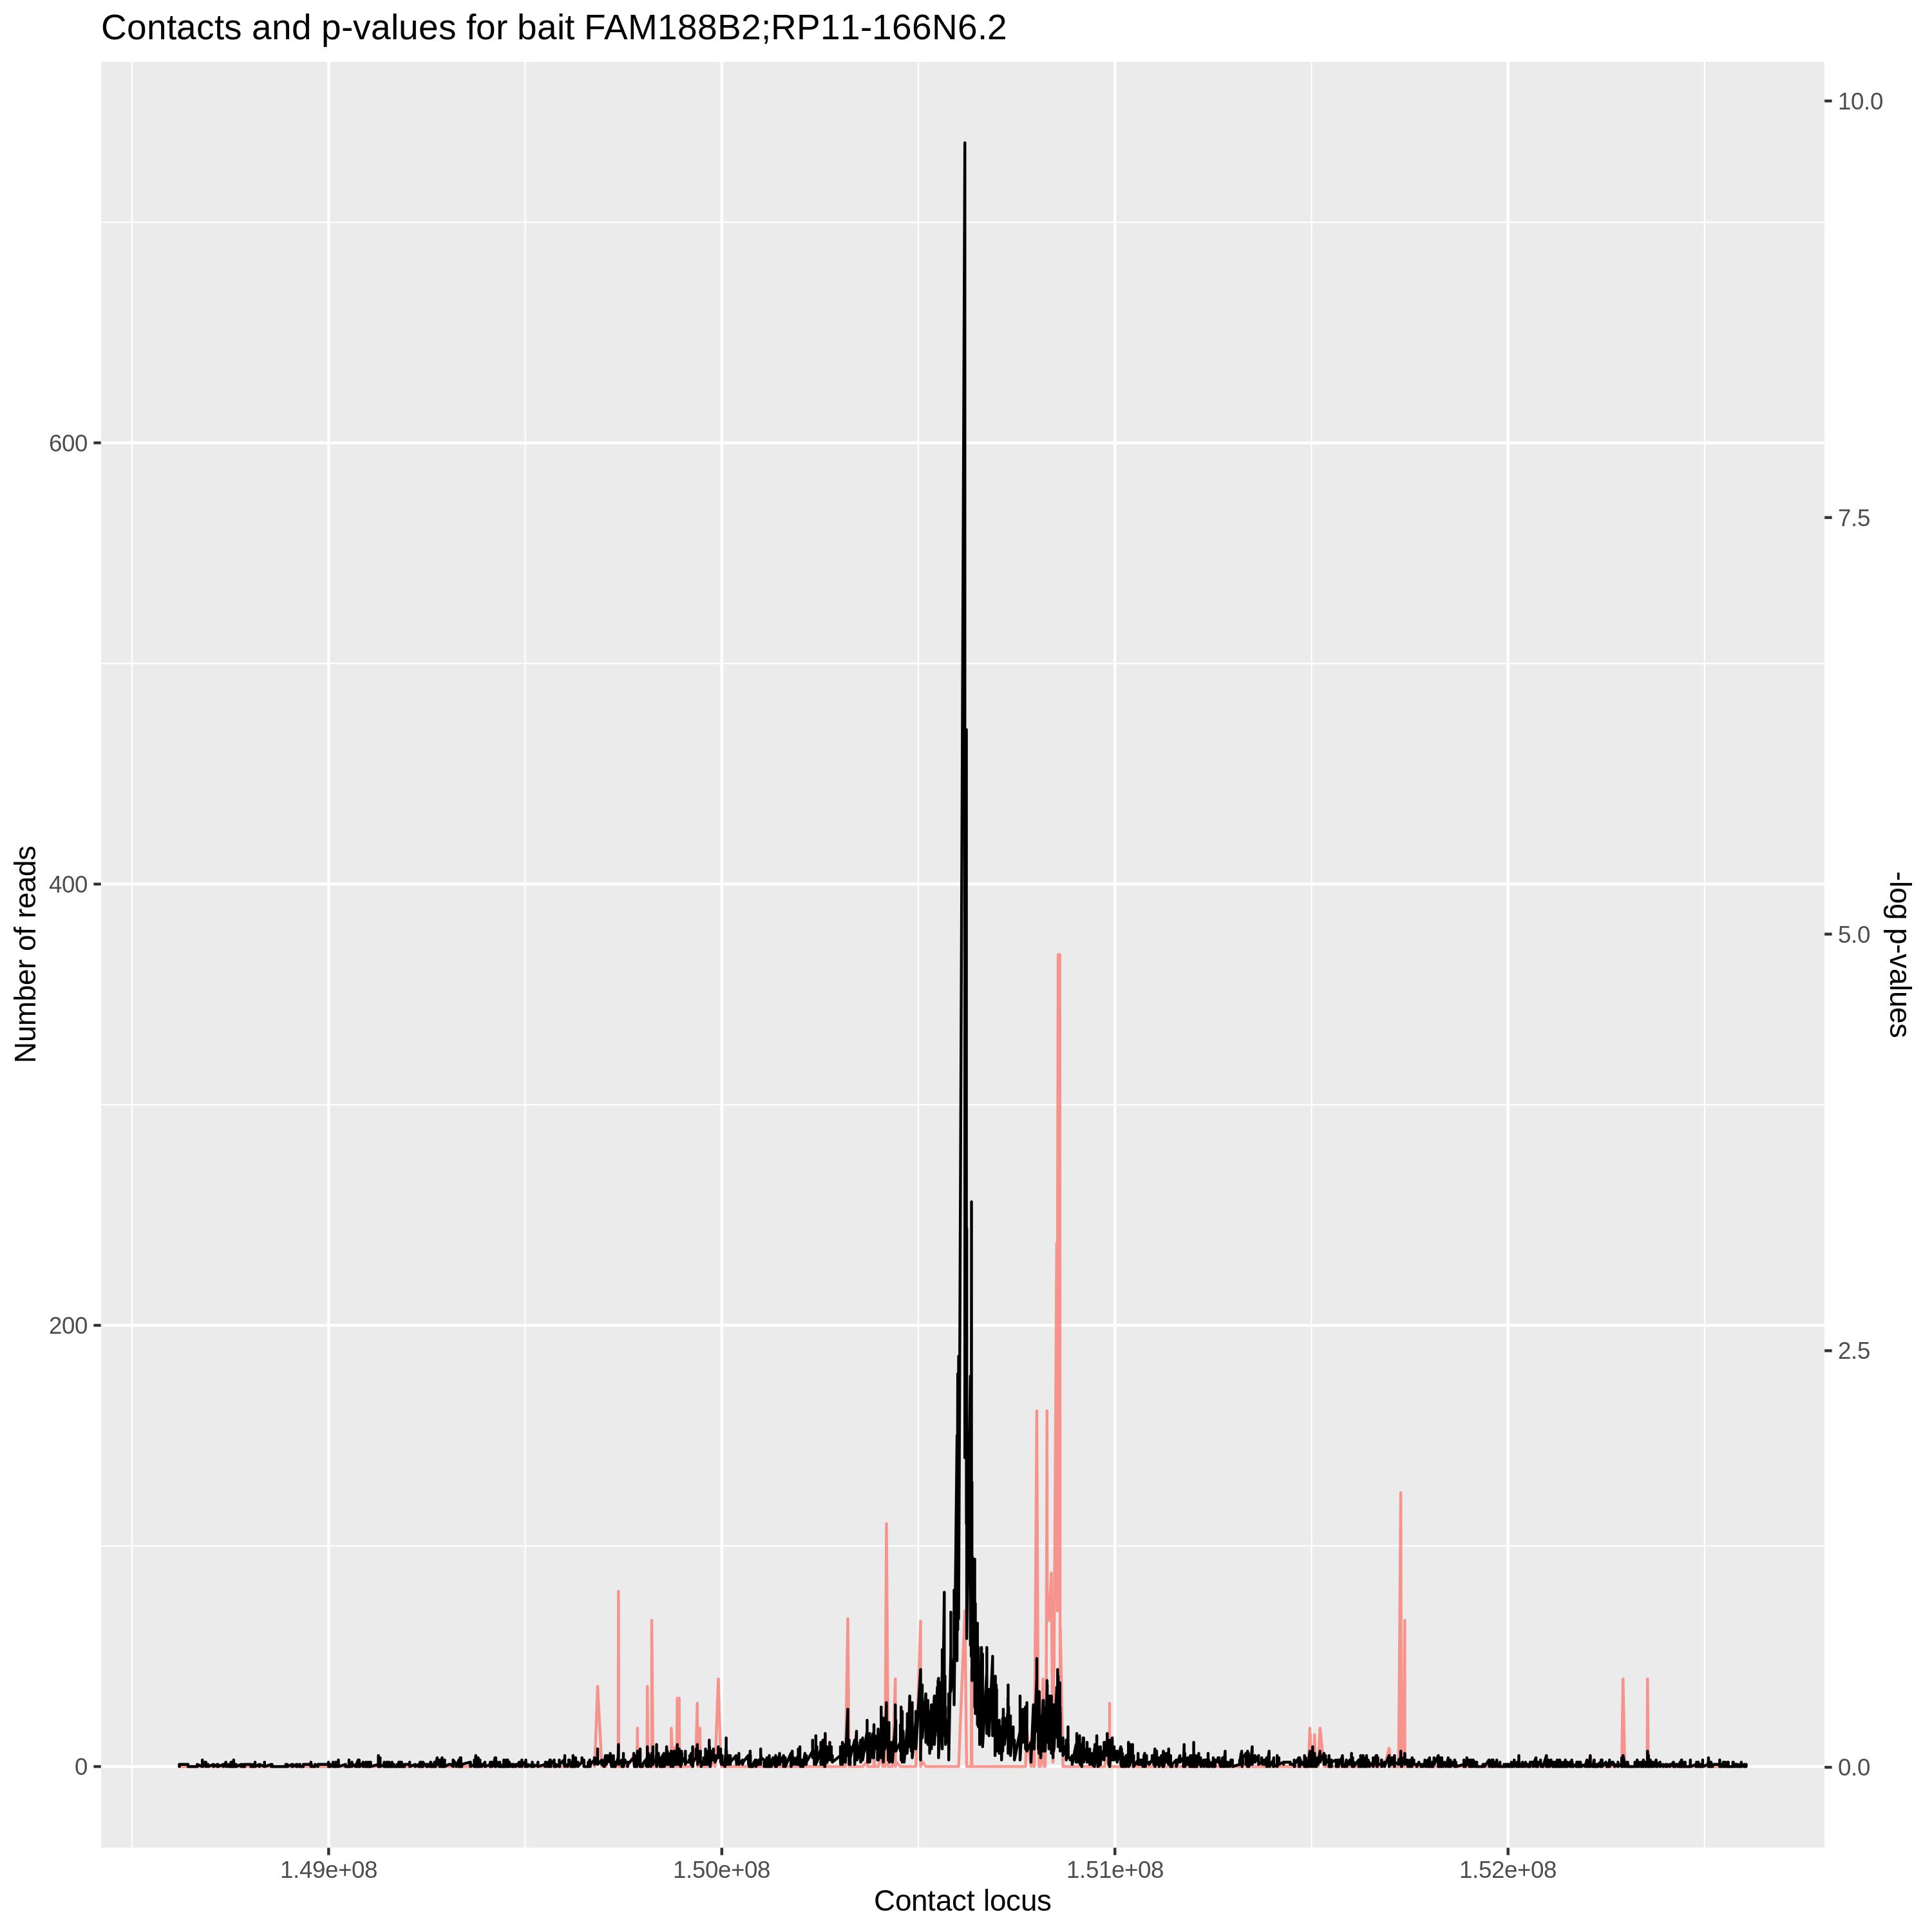 Contacts and p-values for bait FAM188B2;RP11-166N6.2
10.0
600
7.5
400
5.0
Number of reads
-log p-values
200
2.5
0
0.0
1.49e+08 1.50e+08 1.51e+08 1.52e+08
Contact locus